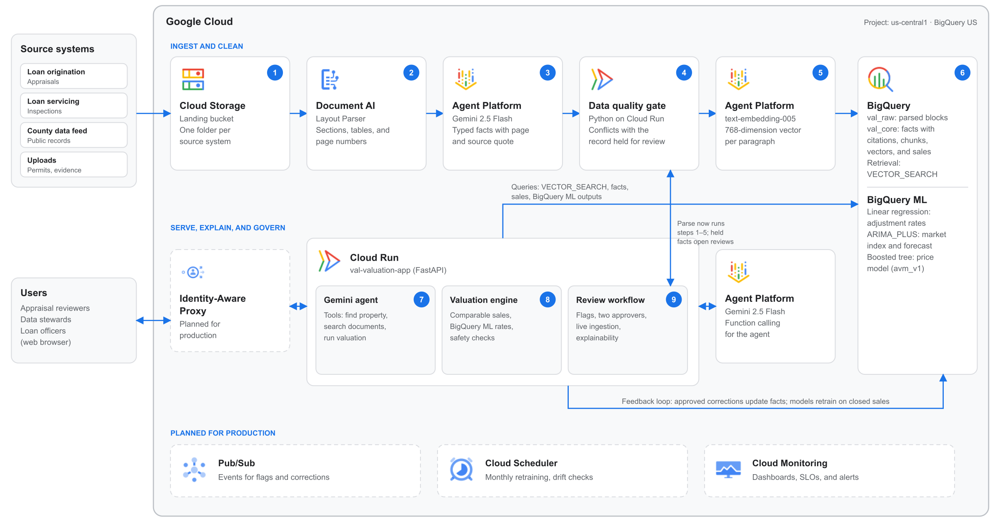 Google Cloud
Project: us-central1 · BigQuery US
Source systems
Loan origination
Appraisals
Loan servicing
Inspections
County data feed
Public records
Uploads
Permits, evidence
INGEST AND CLEAN
1
Cloud Storage
Landing bucket
One folder per
source system
2
Document AI
Layout Parser
Sections, tables, and
page numbers
3
Agent Platform
Gemini 2.5 Flash
Typed facts with page
and source quote
4
Data quality gate
Python on Cloud Run
Conflicts with the
record held for review
5
Agent Platform
text-embedding-005
768-dimension vector
per paragraph
6
BigQuery
val_raw: parsed blocks
val_core: facts with
citations, chunks,
vectors, and sales
Retrieval:
VECTOR_SEARCH
BigQuery ML
Linear regression:
adjustment rates
ARIMA_PLUS: market
index and forecast
Boosted tree: price
model (avm_v1)
Queries: VECTOR_SEARCH, facts,
sales, BigQuery ML outputs
Parse now runs
steps 1–5; held
facts open reviews
SERVE, EXPLAIN, AND GOVERN
Users
Appraisal reviewers
Data stewards
Loan officers
(web browser)
Identity-Aware
Proxy
Planned for
production
Cloud Run
val-valuation-app (FastAPI)
Gemini agent
7
Tools: find property,
search documents,
run valuation
Valuation engine
8
Comparable sales,
BigQuery ML rates,
safety checks
Review workflow
9
Flags, two approvers,
live ingestion,
explainability
Agent Platform
Gemini 2.5 Flash
Function calling
for the agent
Feedback loop: approved corrections update facts; models retrain on closed sales
PLANNED FOR PRODUCTION
Pub/Sub
Events for flags and corrections
Cloud Scheduler
Monthly retraining, drift checks
Cloud Monitoring
Dashboards, SLOs, and alerts